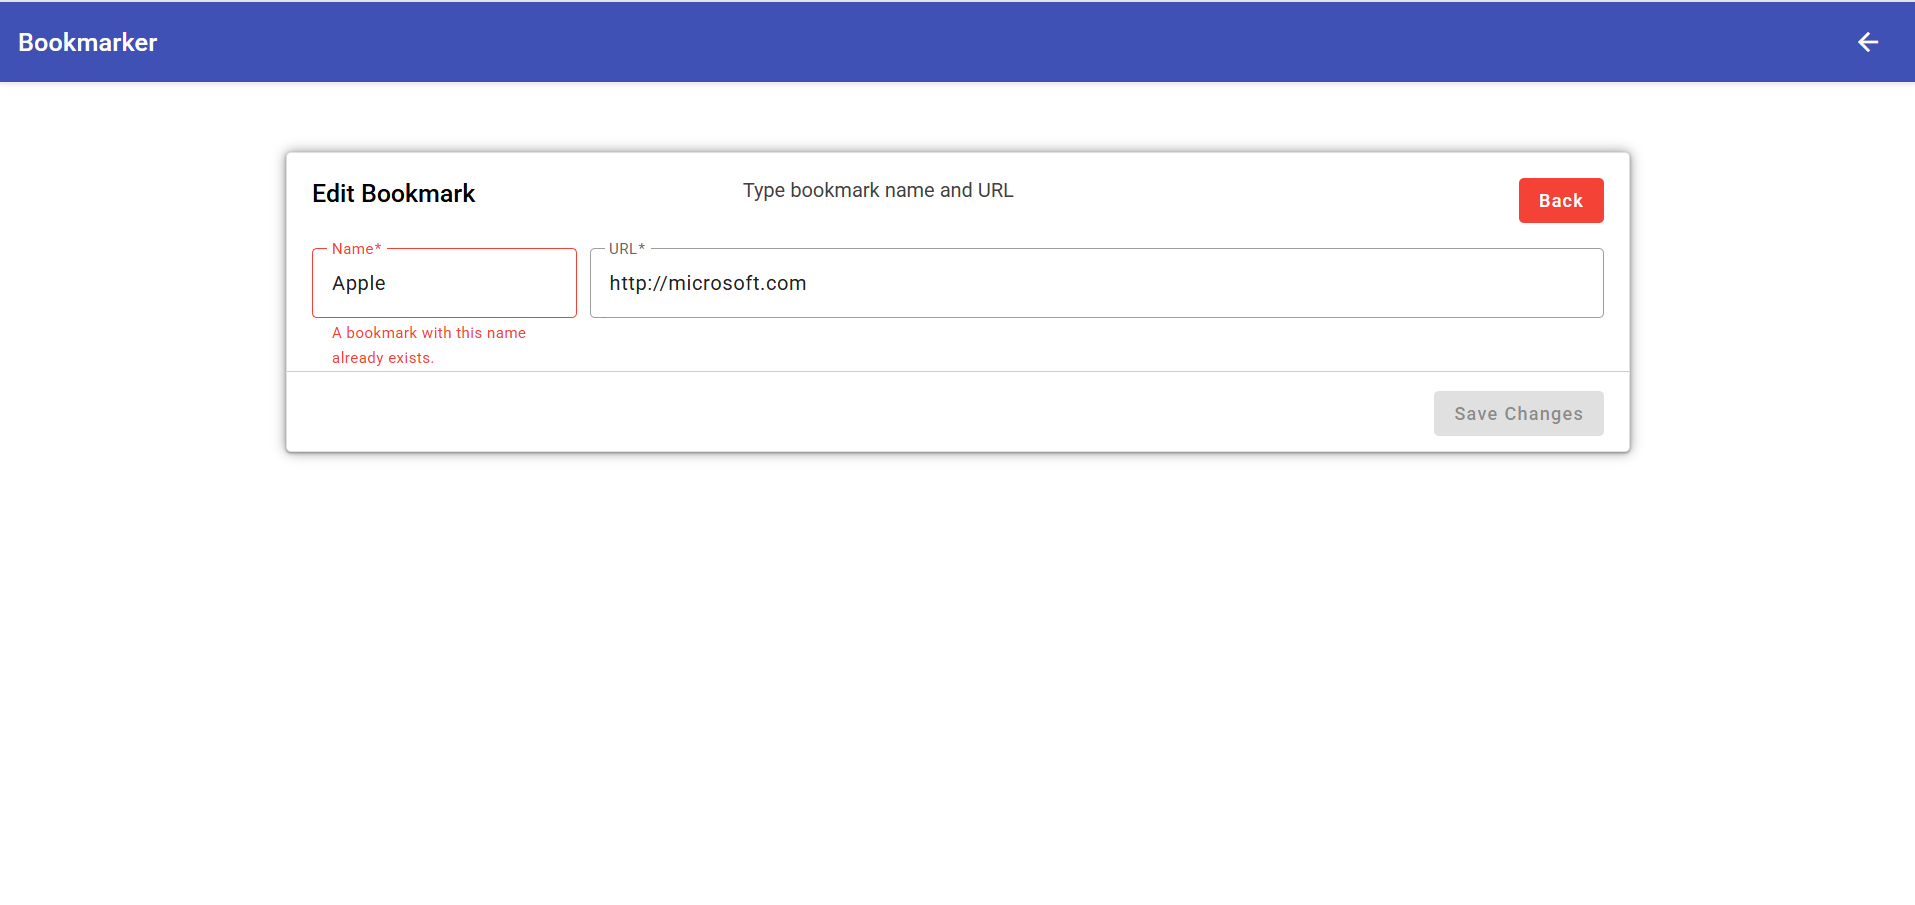 Bookmarker
Edit Bookmark
Type bookmark name and URL
Back
Name*
Apple
URL*
http://microsoft.com
A bookmark with this name
already exists.
Save Changes